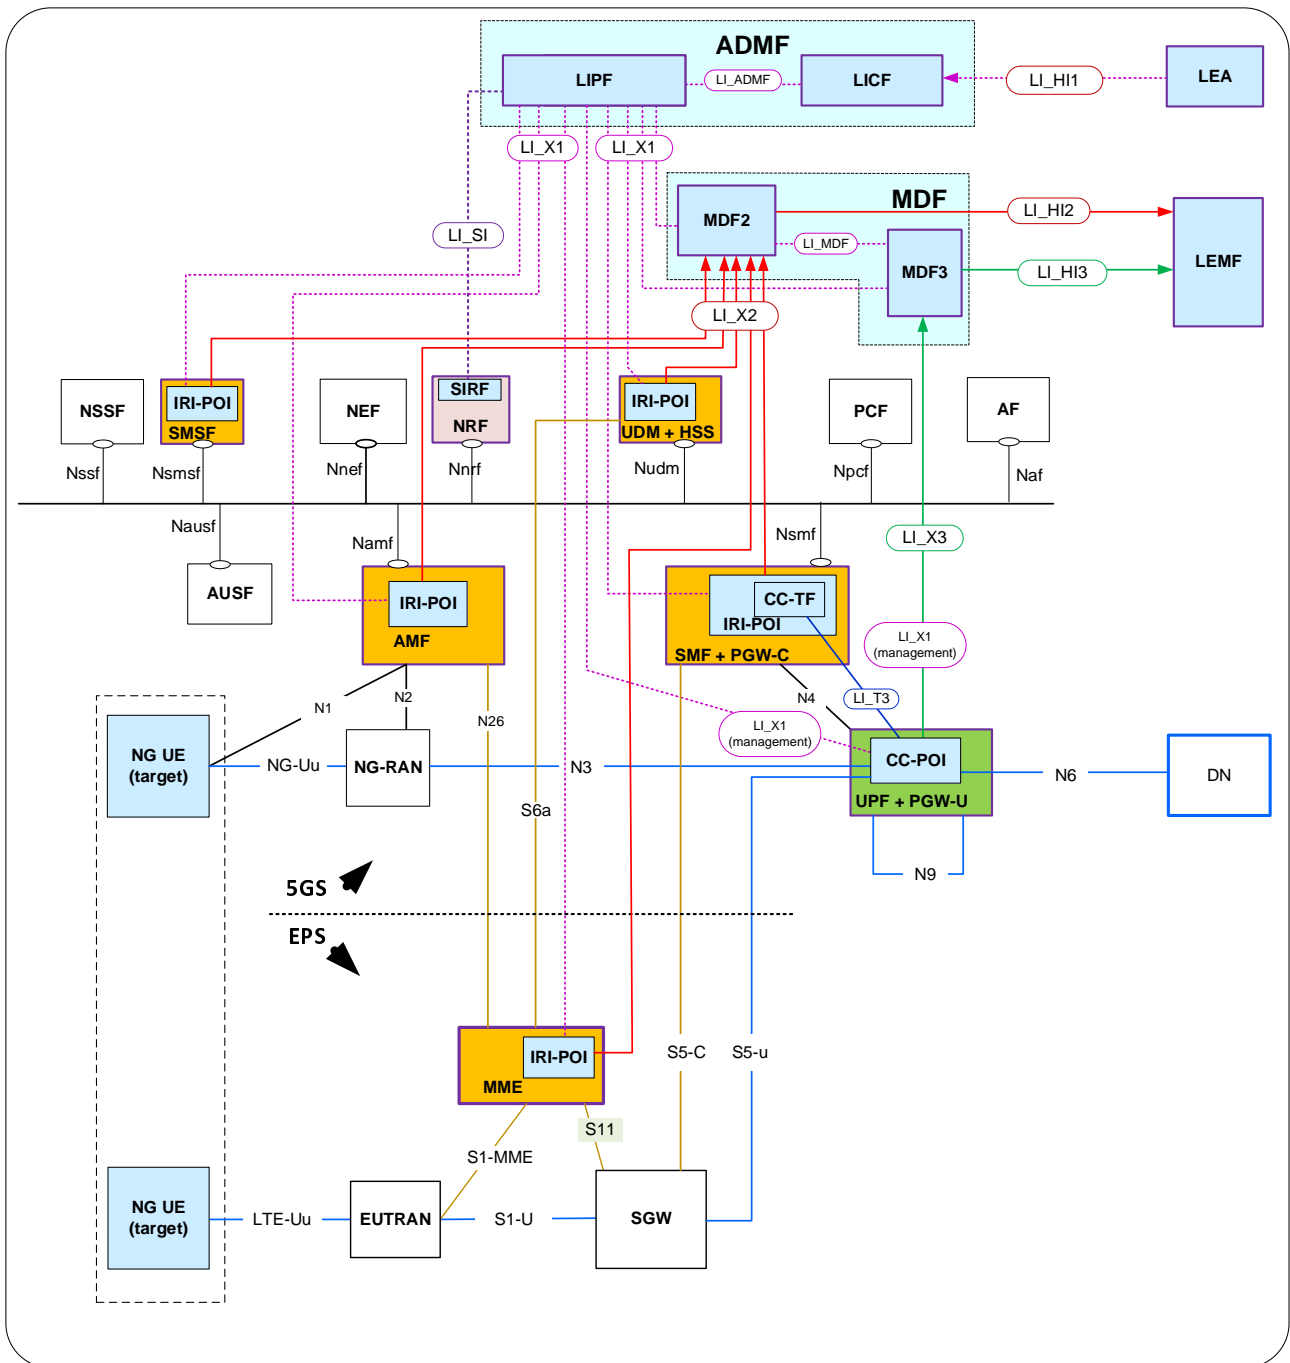 ADMF
LIPF
LI_ADMF
LICF
LI_HI1
LEA
LI_X1
LI_X1
MDF
MDF2
LI_HI2
LI_SI
LI_MDF
LEMF
MDF3
LI_HI3
LI_X2
NSSF
IRI-POI
SMSF
NEF
SIRF
NRF
IRI-POI
UDM + HSS
PCF
AF
Nssf
Nsmsf
Nnef
Nnrf
Nudm
Npcf
Naf
Nausf
Namf
Nsmf
LI_X3
AUSF
IRI-POI
AMF
CC-TF
IRI-POI
SMF + PGW-C
LI_X1
(management)
N1
N2
N26
N4
LI_T3
LI_X1
(management)
NG UE
(target)
NG-Uu
NG-RAN
N3
CC-POI
UPF + PGW-U
N6
DN
S6a
N9
5GS
EPS
IRI-POI
MME
S5-C
S5-u
S11
S1-MME
NG UE
(target)
LTE-Uu
EUTRAN
S1-U
SGW